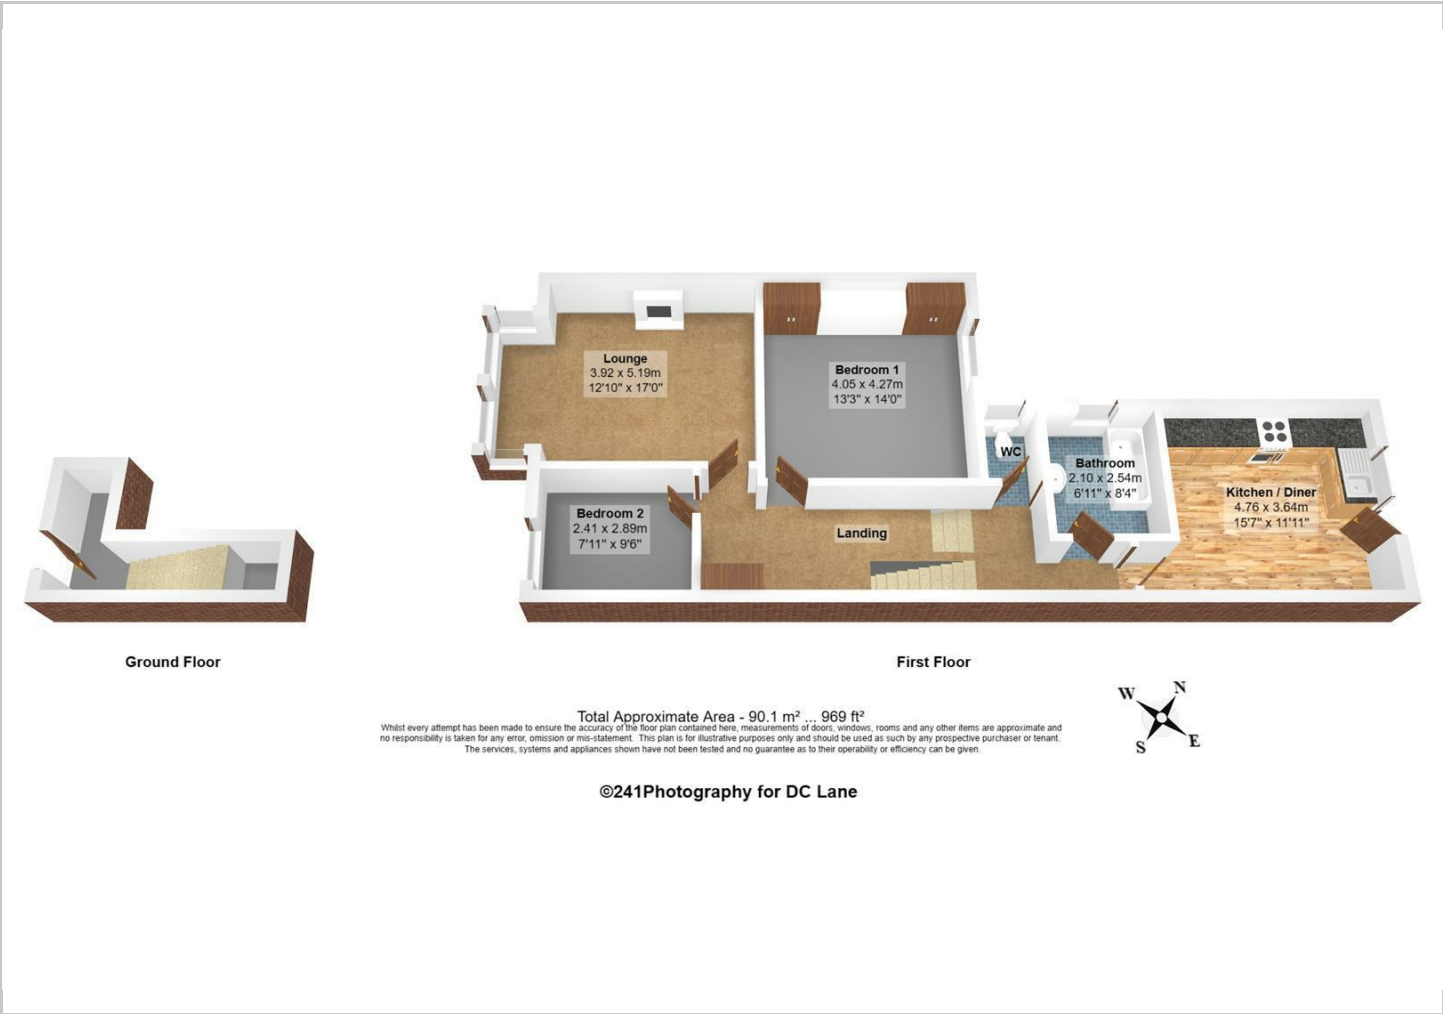 Lounge
3.92 x 5.19m
12'10" x 17'0"
Bedroom 1
4.05 x 4.27m
13'3" x 14'0"
WC
Bathroom
2.10 x 2.54m
6'11" x 8'4"
Kitchen / Diner
4.76 x 3.64m
15'7" x 11'11"
Bedroom 2
2.41 x 2.89m
7'11" x 9'6"
Landing
Ground Floor
First Floor
W N
S E
Total Approximate Area - 90.1 m² ... 969 ft²
Whilst every attempt has been made to ensure the accuracy of the floor plan contained here, measurements of doors, windows, rooms and any other items are approximate and
no responsibility is taken for any error, omission or mis-statement. This plan is for illustrative purposes only and should be used as such by any prospective purchaser or tenant.
The services, systems and appliances shown have not been tested and no guarantee as to their operability or efficiency can be given.
©241Photography for DC Lane